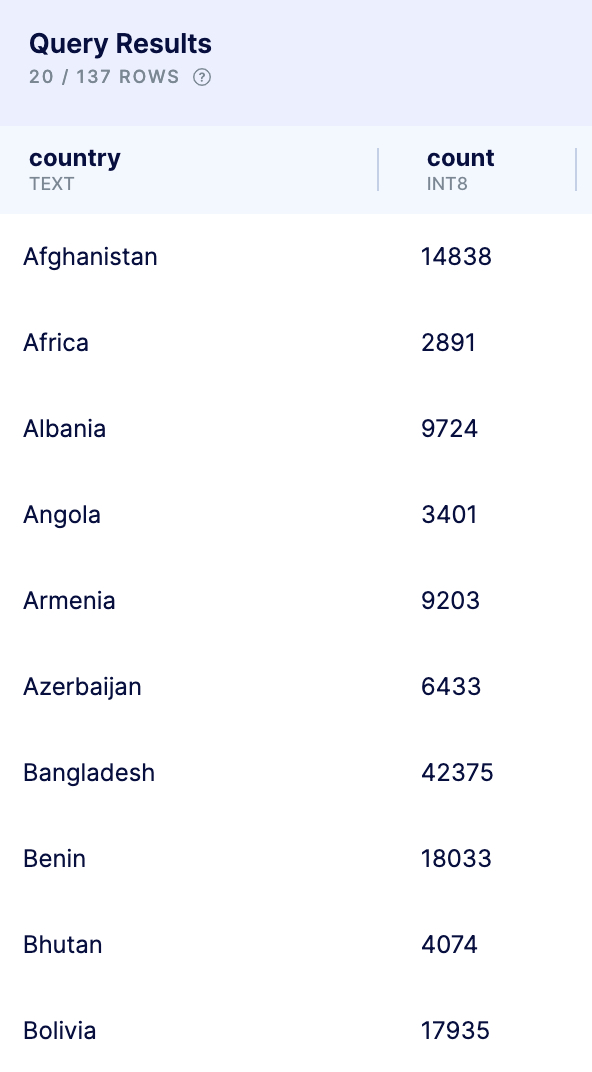 Query Results
20 / 137 ROWS ?
country count
TEXT INT8
Afghanistan 14838
Africa 2891
Albania 9724
Angola 3401
Armenia 9203
Azerbaijan 6433
Bangladesh 42375
Benin 18033
Bhutan 4074
Bolivia 17935